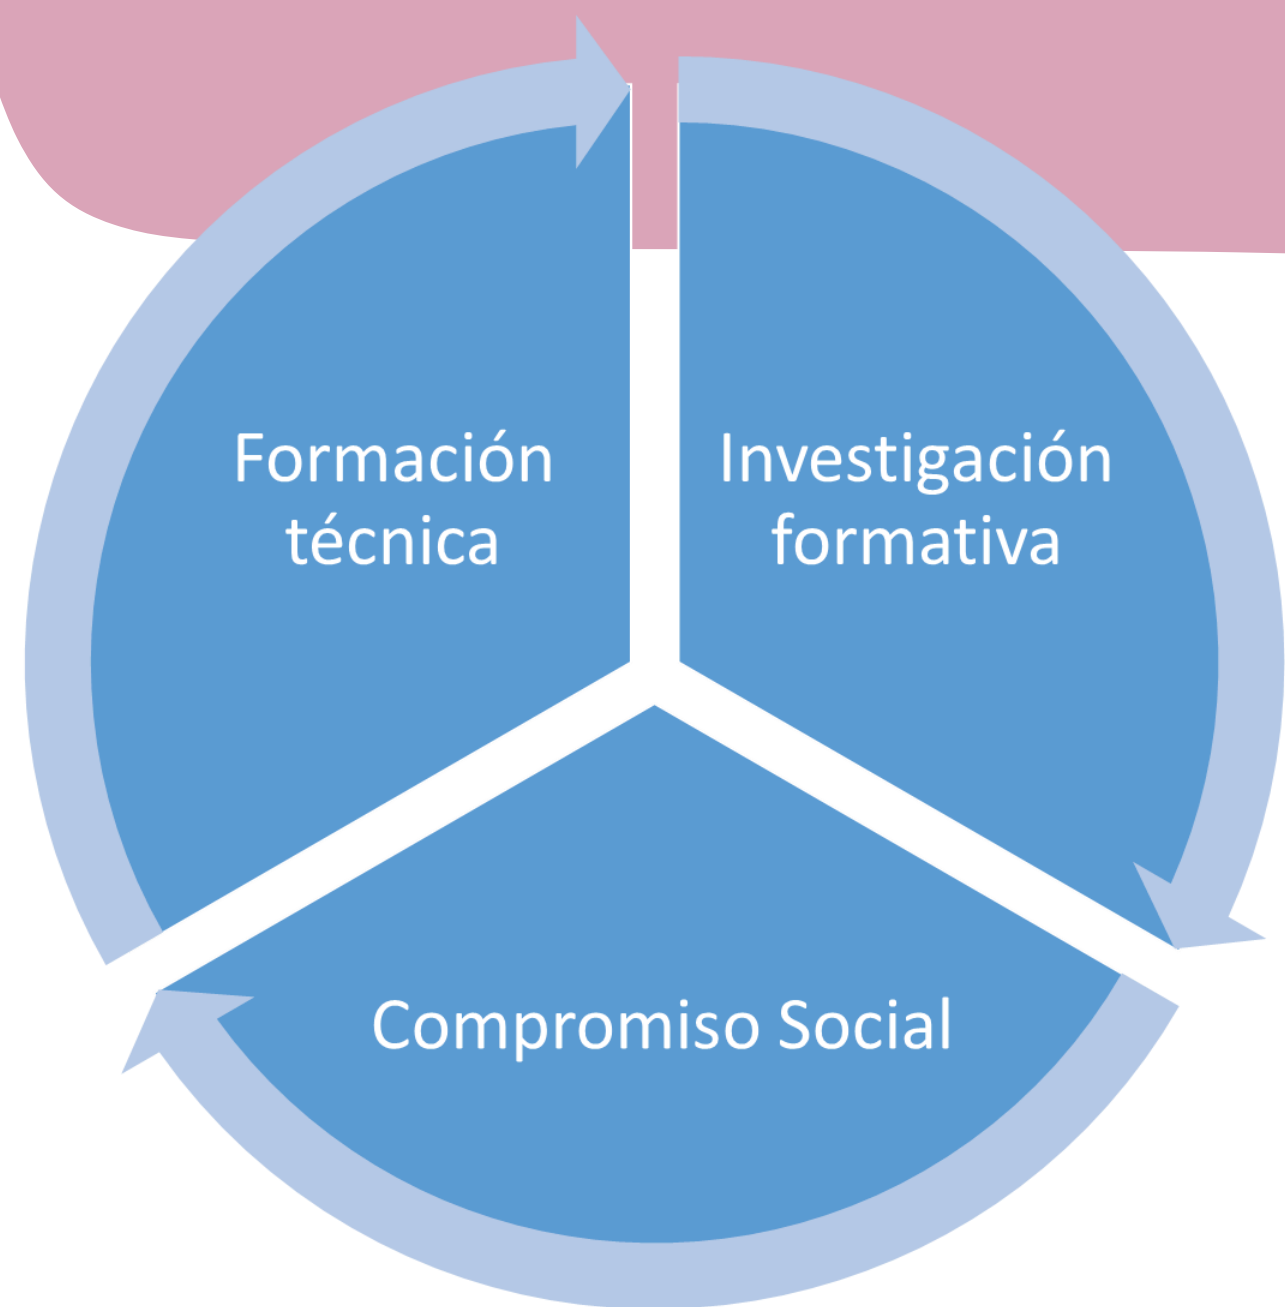 Formación
técnica
Investigación
formativa
Compromiso Social